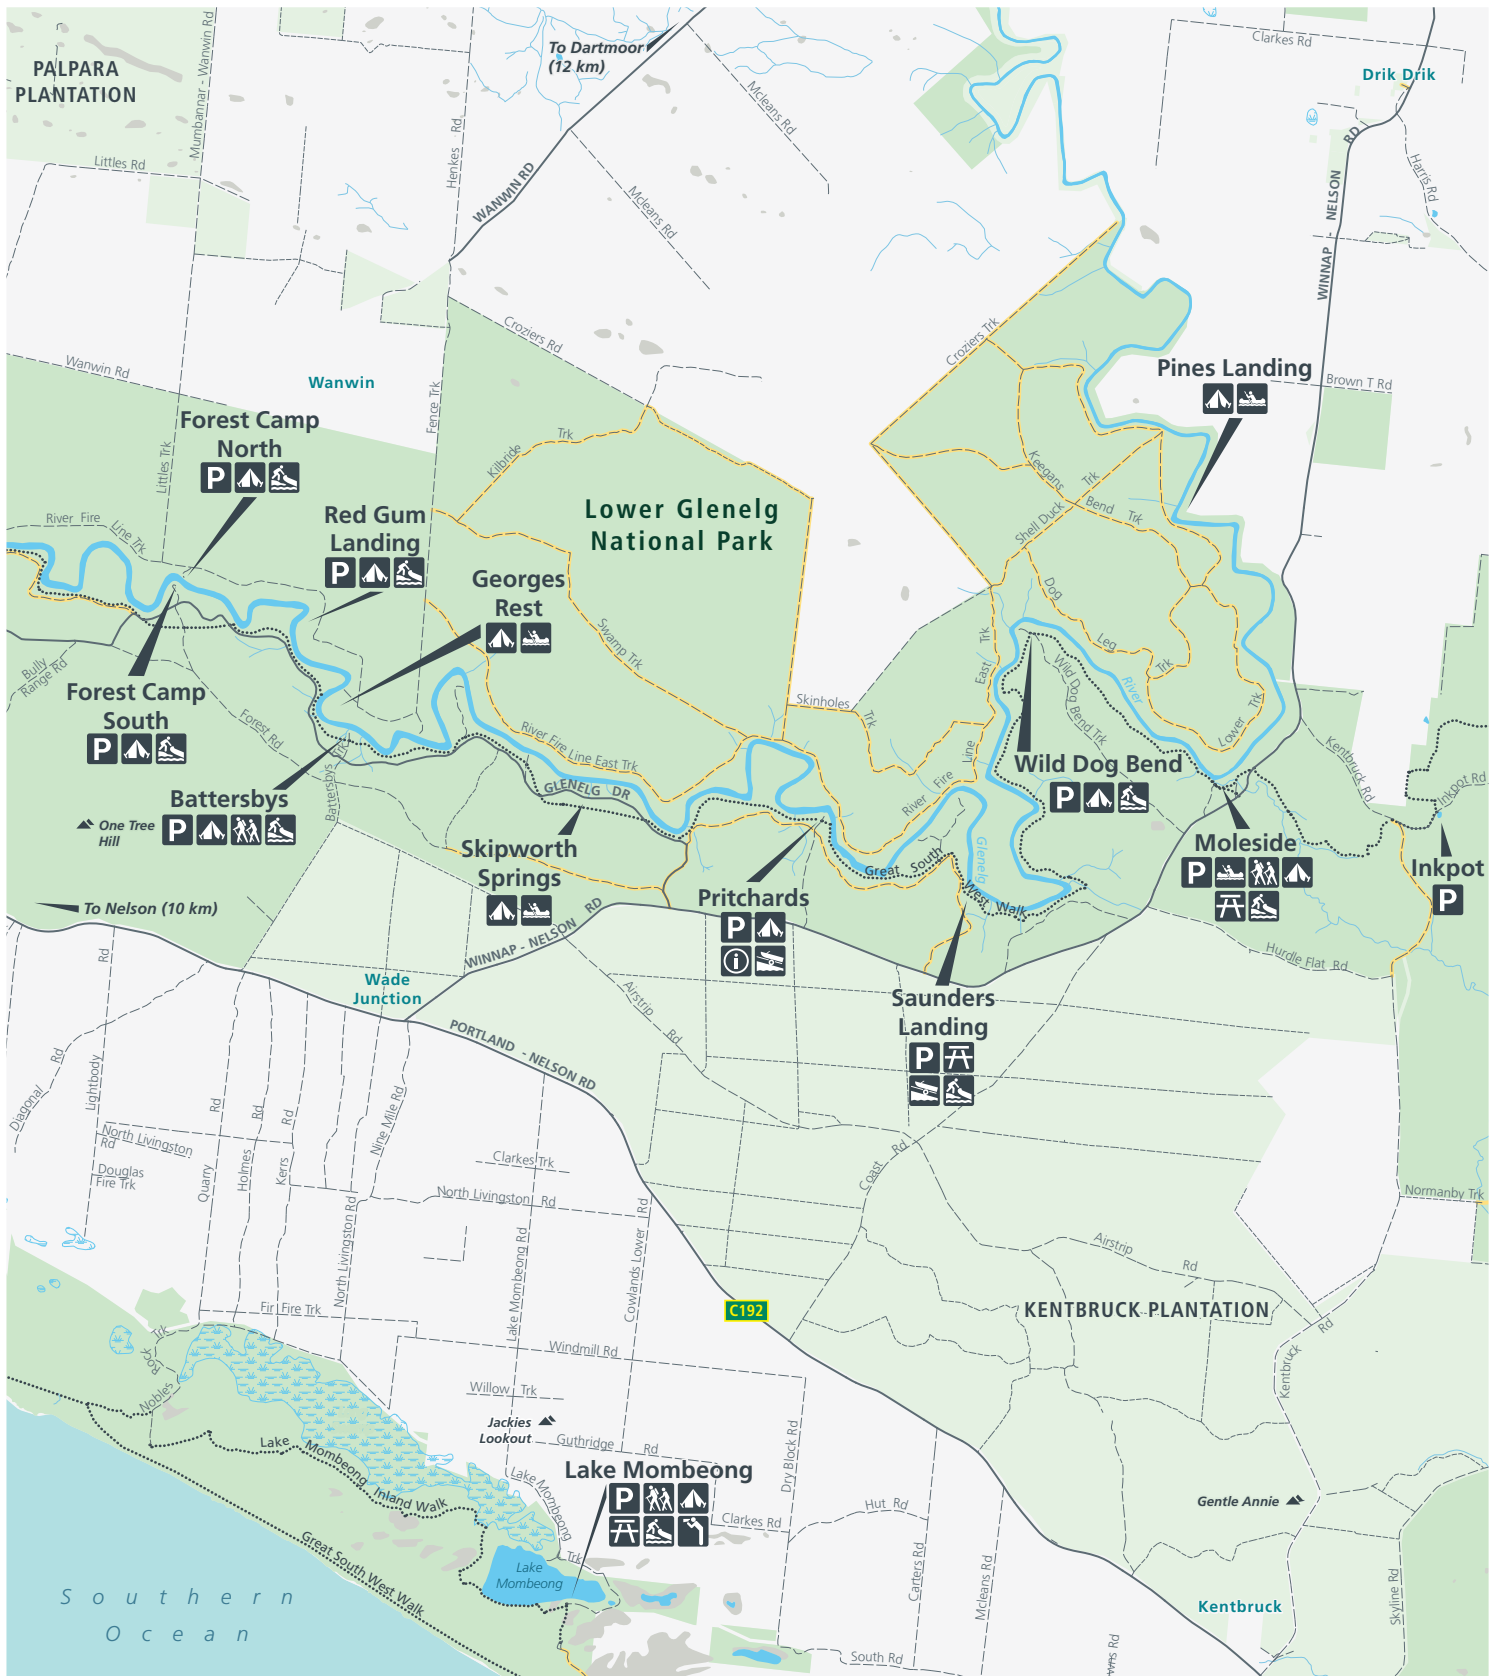 To Dartmoor
(12 km)
PALPARA
PLANTATION
Mumbannar - Wanwin Rd
Henkes Rd
Mcleans Rd
Clarkes Rd
Drik Drik
RD
Littles Rd
WANWIN RD
Mcleans Rd
Harris Rd
WINNAP - NELSON
Croziers Rd
Croziers Trk
Wanwin Rd
Wanwin
Fence Trk
Pines Landing
Brown T Rd
Forest Camp
North
P
Littles Trk
Kilbride Trk
Keegans Bend Trk
Shell Duck Trk
Lower Glenelg
National Park
River Fire Line Trk
Red Gum
Landing
P
Georges
Rest
Dog Leg Trk
Swamp Trk
East Trk
Wild Dog Bend Trk
River
Bully
Range Rd
Forest Camp
South
P
Forest Rd
Skinholes Trk
Lower Trk
River Fire Line East Trk
River Fire Line
Kentbruck Rd
Wild Dog Bend
P
GLENELG DR
Battersbys Trk
Battersbys
P
One Tree
Hill
Inkpot Rd
Moleside
P
Inkpot
P
Skipworth
Springs
Great South West Walk
Glenelg
Pritchards
P
i
To Nelson (10 km)
WINNAP - NELSON RD
Hurdle Flat Rd
Wade
Junction
Airstrip Rd
Saunders
Landing
P
PORTLAND - NELSON RD
Rd
Diagonal Rd
Lightbody
Nine Mile Rd
Quarry Rd
Holmes Rd
Kerrs Rd
North Livingston
Rd
Douglas
Fire Trk
Clarkes Trk
North Livingston Rd
Coast Rd
Normanby Trk
North Livingston Rd
Lake Mombeong Rd
Cowlands Lower Rd
Airstrip Rd
Fir Fire Trk
C192
KENTBRUCK PLANTATION
Kentbruck Rd
Windmill Rd
Nobles Rock Trk
Willow Trk
Jackies
Lookout
Guthridge Rd
Dry Block Rd
Lake Mombeong Inland Walk
Lake Mombeong
P
Lake Mombeong Trk
Clarkes Rd
Hut Rd
Gentle Annie
Great South West Walk
Lake
Mombeong
Carters Rd
Mcleans Rd
Skyline Rd
Kentbruck
Southern
Ocean
South Rd